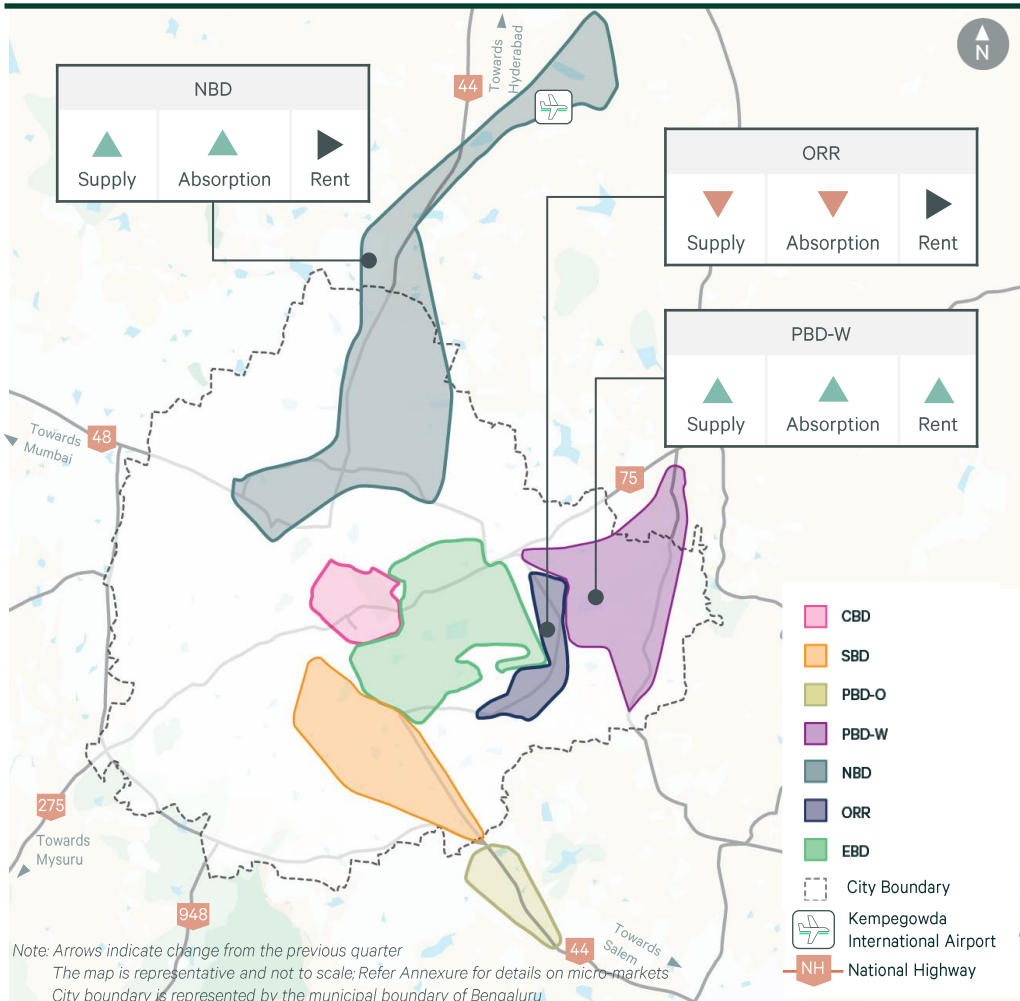 Towards
Hyderabad
44
N
NBD
Supply
Absorption
Rent
ORR
Supply
Absorption
Rent
PBD-W
Supply
Absorption
Rent
Towards
Mumbai
48
75
CBD
SBD
PBD-O
PBD-W
NBD
ORR
EBD
City Boundary
Kempegowda
International Airport
NH
National Highway
275
Towards
Mysuru
948
44
Towards
Salem
Note: Arrows indicate change from the previous quarter
The map is representative and not to scale; Refer Annexure for details on micro-markets
City boundary is represented by the municipal boundary of Bengaluru